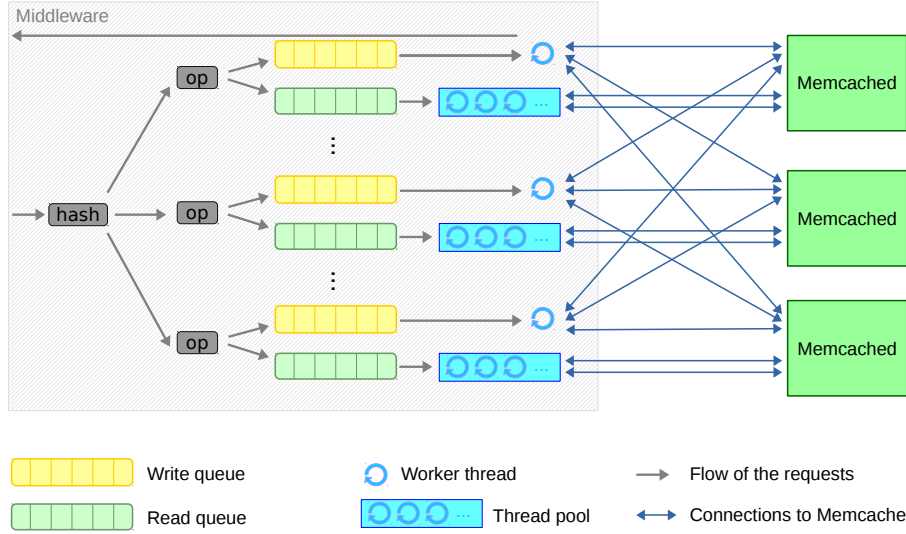 Middleware
op
Memcached
...
...
hash
op
Memcached
...
...
op
Memcached
...
Write queue
Worker thread
Flow of the requests
Read queue
...
Thread pool
Connections to Memcache